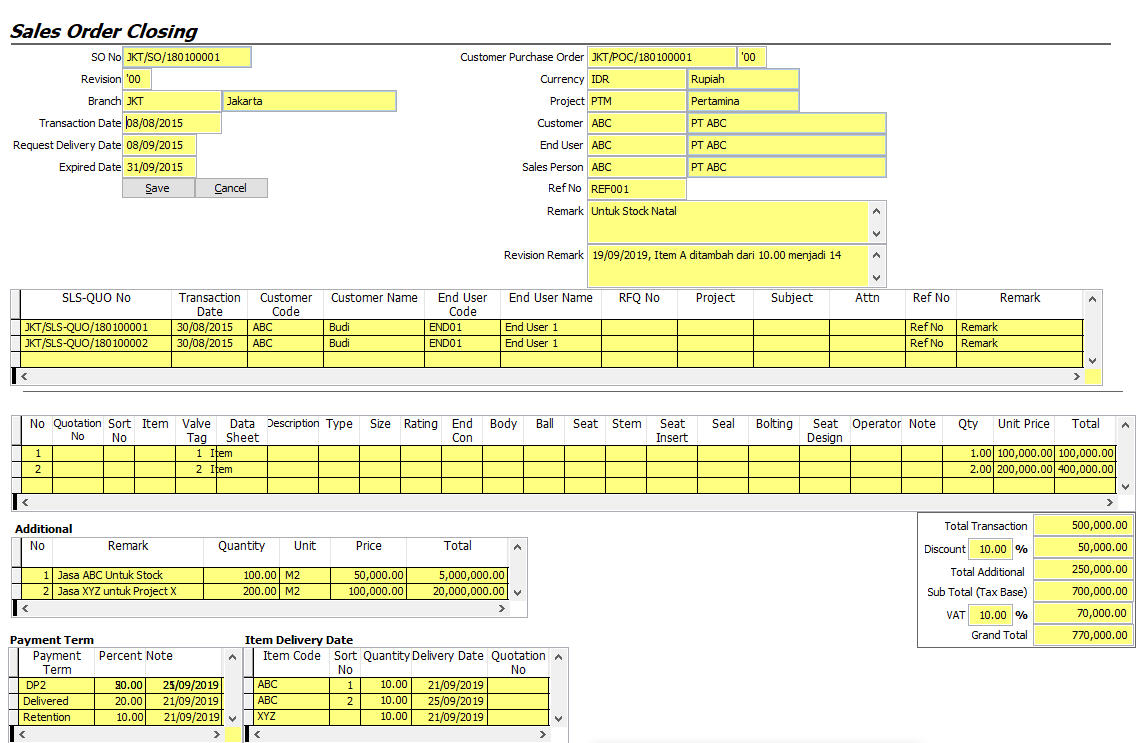 Sales Order Closing
SO No JKT/SO/180100001
Revision '00
Branch JKT Jakarta
Transaction Date 08/08/2015
Request Delivery Date 08/09/2015
Expired Date 31/09/2015
Save Cancel
Customer Purchase Order JKT/POC/180100001 '00
Currency IDR Rupiah
Project PTM Pertamina
Customer ABC PT ABC
End User ABC PT ABC
Sales Person ABC PT ABC
Ref No REF001
Remark Untuk Stock Natal
Revision Remark 19/09/2019, Item A ditambah dari 10.00 menjadi 14
SLS-QUO No Transaction Date Customer Code Customer Name End User Code End User Name RFQ No Project Subject Attn Ref No Remark
JKT/SLS-QUO/180100001 30/08/2015 ABC Budi END01 End User 1 Ref No Remark
JKT/SLS-QUO/180100002 30/08/2015 ABC Budi END01 End User 1 Ref No Remark
No Quotation No Sort No Item Valve Tag Data Sheet Description Type Size Rating End Con Body Ball Seat Stem Seat Insert Seal Bolting Seat Design Operator Note Qty Unit Price Total
1 1 Item 1.00 100,000.00 100,000.00
2 2 Item 2.00 200,000.00 400,000.00
Additional
No Remark Quantity Unit Price Total
1 Jasa ABC Untuk Stock 100.00 M2 50,000.00 5,000,000.00
2 Jasa XYZ untuk Project X 200.00 M2 100,000.00 20,000,000.00
Total Transaction 500,000.00
Discount 10.00 % 50,000.00
Total Additional 250,000.00
Sub Total (Tax Base) 700,000.00
VAT 10.00 % 70,000.00
Grand Total 770,000.00
Payment Term
Payment Term Percent Note
DP2
Delivered 20.00 21/09/2019
Retention 10.00 21/09/2019
Item Delivery Date
Item Code Sort No Quantity Delivery Date Quotation No
ABC 1 10.00 21/09/2019
ABC 2 10.00 25/09/2019
XYZ 10.00 21/09/2019